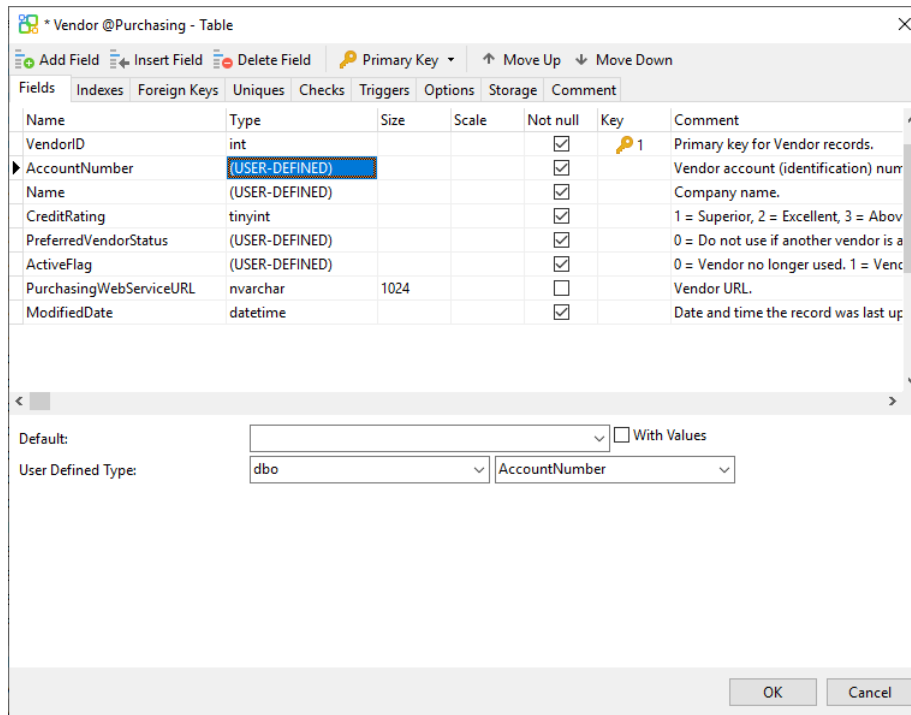 * Vendor @Purchasing - Table
Add Field Insert Field Delete Field Primary Key Move Up Move Down
Fields Indexes Foreign Keys Uniques Checks Triggers Options Storage Comment
Name Type Size Scale Not null Key Comment
VendorID int 1 Primary key for Vendor records.
AccountNumber (USER-DEFINED) Vendor account (identification) num
Name (USER-DEFINED) Company name.
CreditRating tinyint 1 = Superior, 2 = Excellent, 3 = Abov
PreferredVendorStatus (USER-DEFINED) 0 = Do not use if another vendor is a
ActiveFlag (USER-DEFINED) 0 = Vendor no longer used. 1 = Venc
PurchasingWebServiceURL nvarchar 1024 Vendor URL.
ModifiedDate datetime Date and time the record was last up
Default: With Values
User Defined Type: dbo AccountNumber
OK Cancel